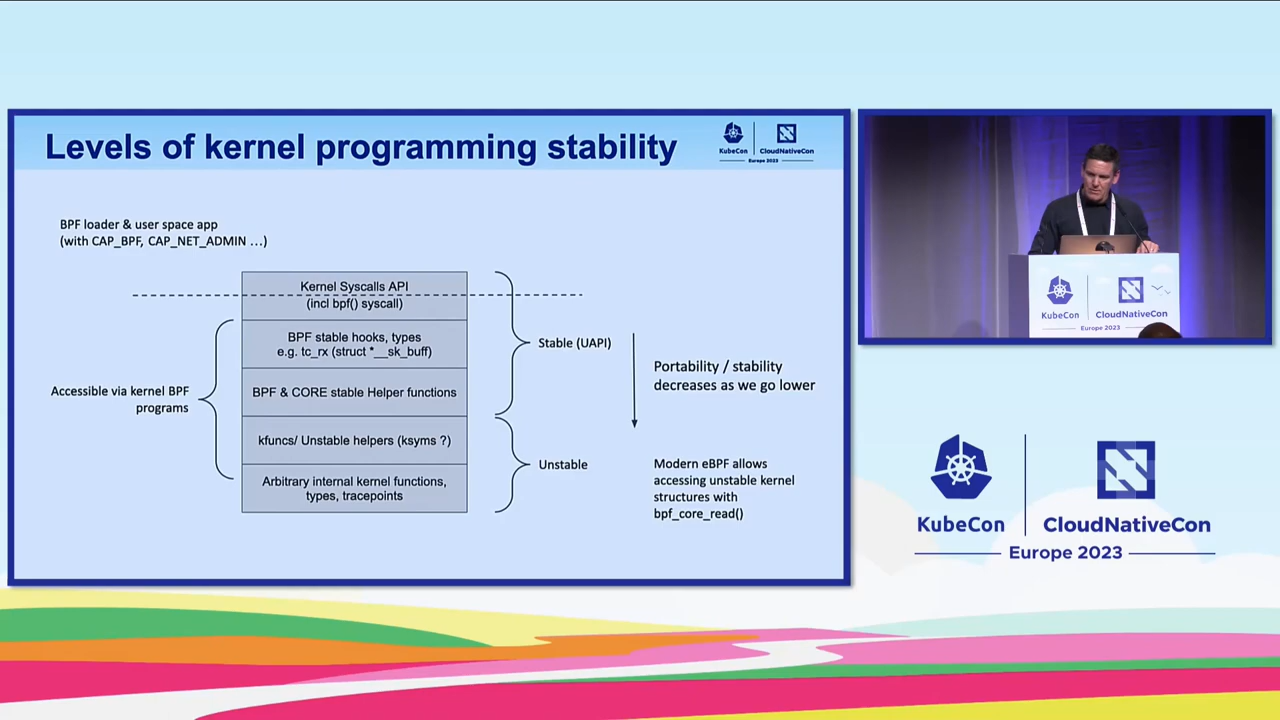 Levels of kernel programming stability
KubeCon
CloudNativeCon
Europe 2023
BPF loader & user space app
(with CAP_BPF, CAP_NET_ADMIN …)
Kernel Syscalls API
(incl bpf() syscall)
BPF stable hooks, types
e.g. tc_rx (struct *__sk_buff)
BPF & CORE stable Helper functions
kfuncs/ Unstable helpers (ksyms ?)
Arbitrary internal kernel functions,
types, tracepoints
Accessible via kernel BPF
programs
Stable (UAPI)
Unstable
Portability / stability
decreases as we go lower
Modern eBPF allows
accessing unstable kernel
structures with
bpf_core_read()
KubeCon
CloudNativeCon
Europe 2023
KubeCon
CloudNativeCon
Europe 2023